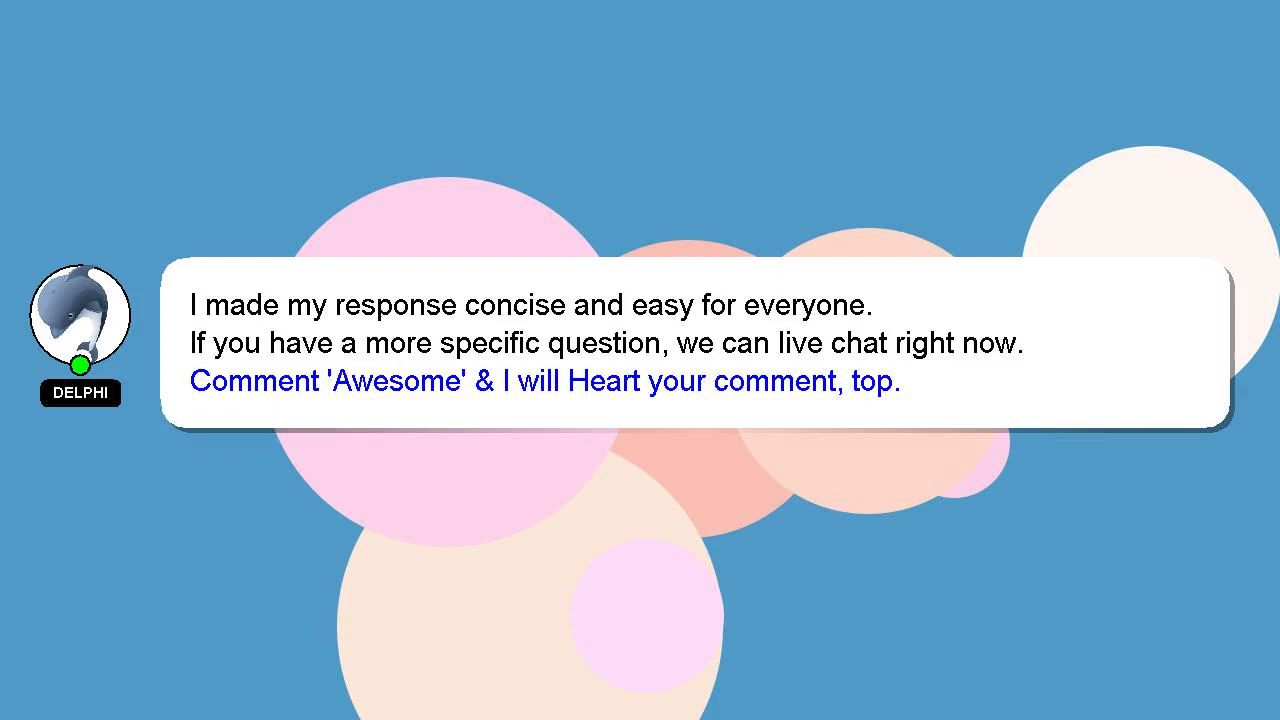 I made my response concise and easy for everyone.
If you have a more specific question, we can live chat right now.
Comment 'Awesome' & I will Heart your comment, top.
DELPHI